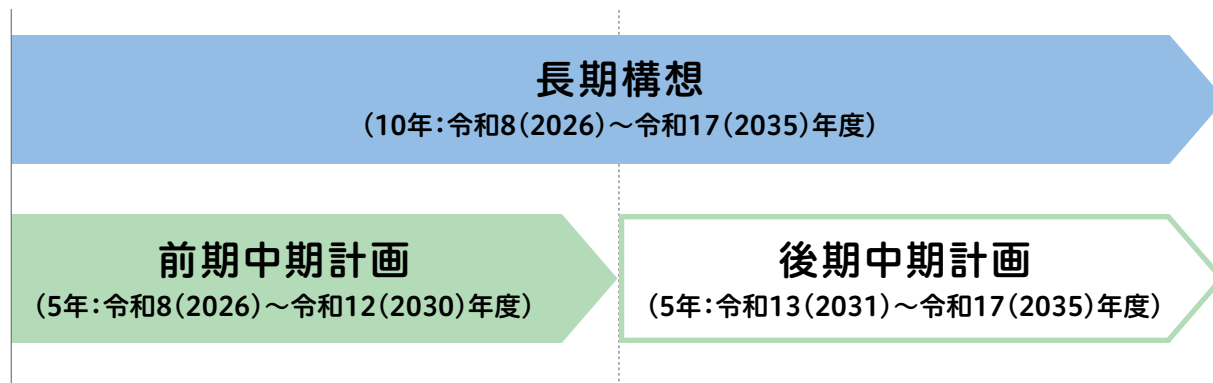 長期構想
(10年:令和8(2026)〜令和17(2035)年度)
前期中期計画
(5年:令和8(2026)〜令和12(2030)年度)
後期中期計画
(5年:令和13(2031)〜令和17(2035)年度)